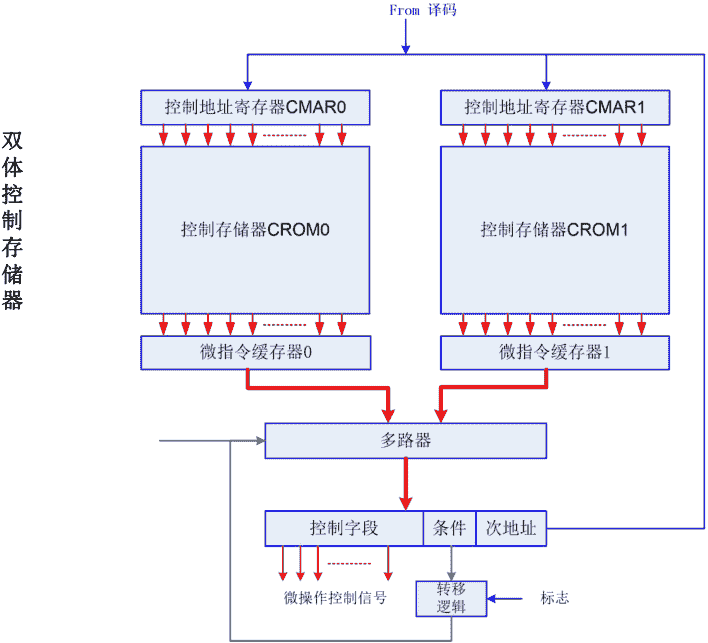 From 译码
双体控制存储器
控制地址寄存器CMAR0
控制地址寄存器CMAR1
控制存储器CROM0
控制存储器CROM1
微指令缓存器0
微指令缓存器1
多路器
控制字段
条件
次地址
微操作控制信号
转移
逻辑
标志